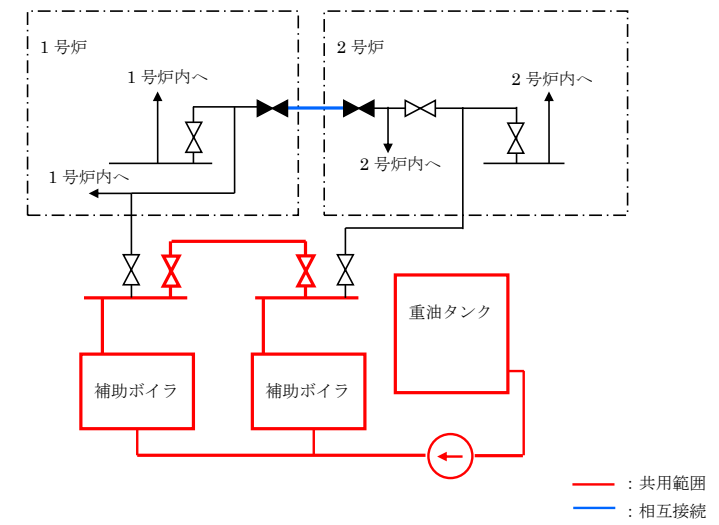 1 号炉
2 号炉
1 号炉内へ
2 号炉内へ
2 号炉内へ
1 号炉内へ
重油タンク
補助ボイラ
補助ボイラ
：共用範囲
：相互接続